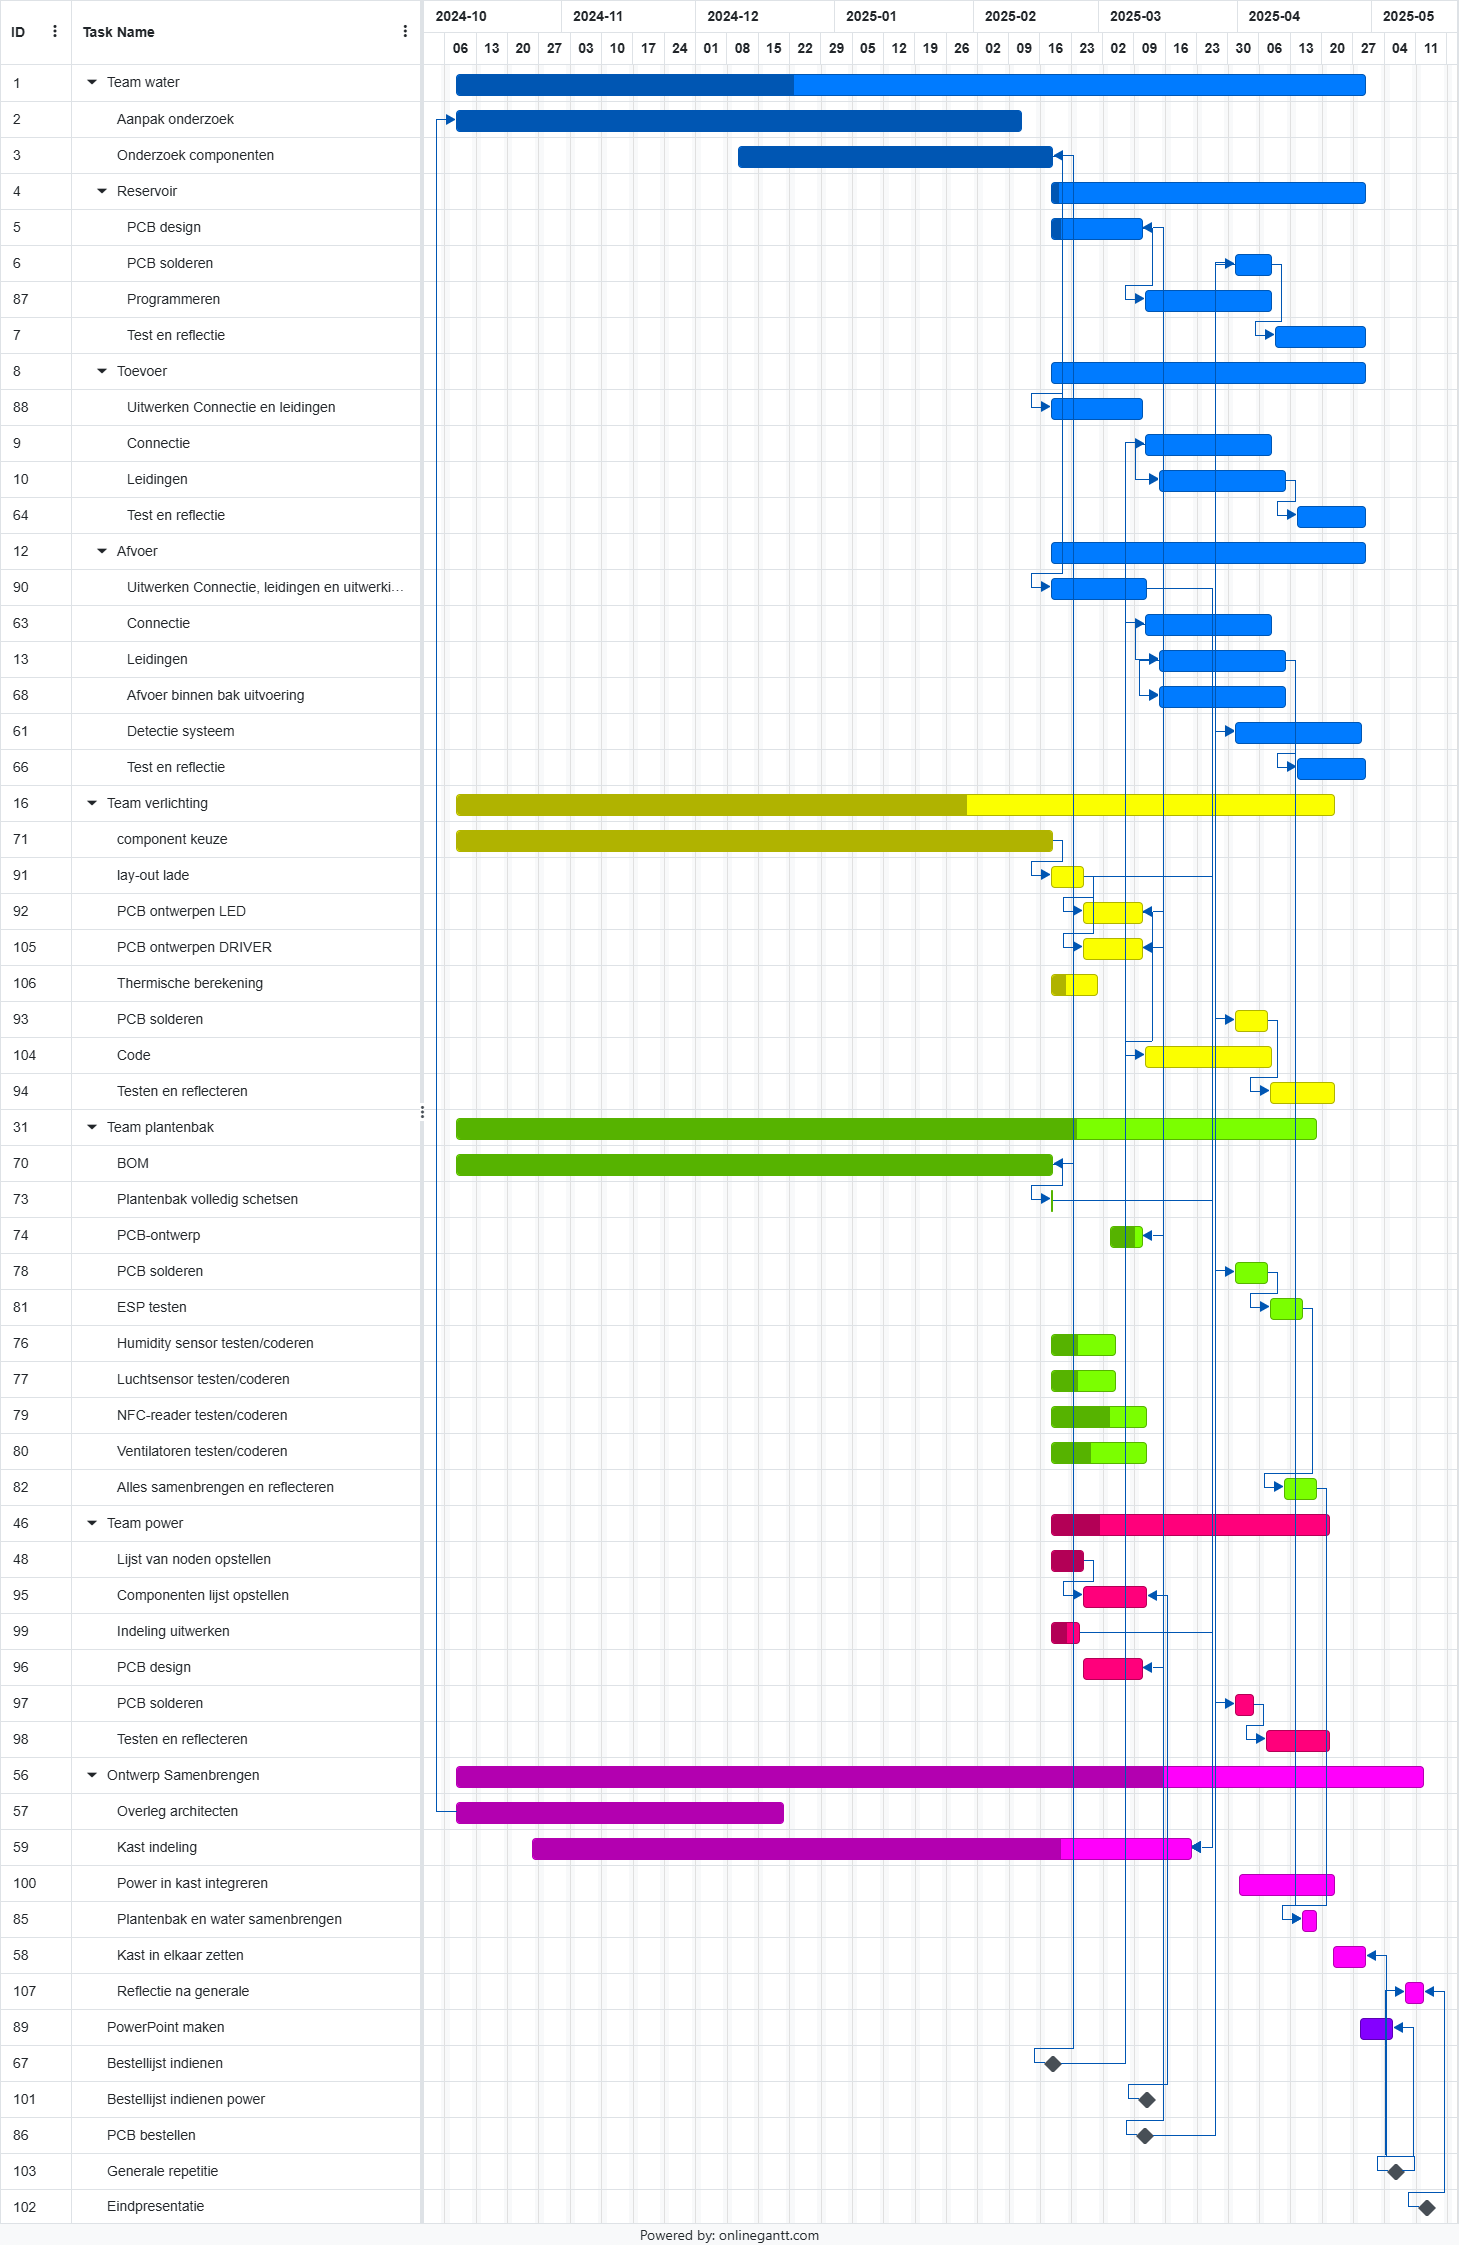 ID Task Name 2024-10 2024-11 2024-12 2025-01 2025-02 2025-03 2025-04 2025-05
06 13 20 27 03 10 17 24 01 08 15 22 29 05 12 19 26 02 09 16 23 02 09 16 23 30 06 13 20 27 04 11
1 Team water
2 Aanpak onderzoek
3 Onderzoek componenten
4 Reservoir
5 PCB design
6 PCB solderen
87 Programmeren
7 Test en reflectie
8 Toevoer
88 Uitwerken Connectie en leidingen
9 Connectie
10 Leidingen
64 Test en reflectie
12 Afvoer
90 Uitwerken Connectie, leidingen en uitwerki...
63 Connectie
13 Leidingen
68 Afvoer binnen bak uitvoering
61 Detectie systeem
66 Test en reflectie
16 Team verlichting
71 component keuze
91 lay-out lade
92 PCB ontwerpen LED
105 PCB ontwerpen DRIVER
106 Thermische berekening
93 PCB solderen
104 Code
94 Testen en reflecteren
31 Team plantenbak
70 BOM
73 Plantenbak volledig schetsen
74 PCB-ontwerp
78 PCB solderen
81 ESP testen
76 Humidity sensor testen/coderen
77 Luchtsensor testen/coderen
79 NFC-reader testen/coderen
80 Ventilatoren testen/coderen
82 Alles samenbrengen en reflecteren
46 Team power
48 Lijst van noden opstellen
95 Componenten lijst opstellen
99 Indeling uitwerken
96 PCB design
97 PCB solderen
98 Testen en reflecteren
56 Ontwerp Samenbrengen
57 Overleg architecten
59 Kast indeling
100 Power in kast integreren
85 Plantenbak en water samenbrengen
58 Kast in elkaar zetten
107 Reflectie na generale
89 PowerPoint maken
67 Bestellijst indienen
101 Bestellijst indienen power
86 PCB bestellen
103 Generale repetitie
102 Eindpresentatie
Powered by: onlinegantt.com